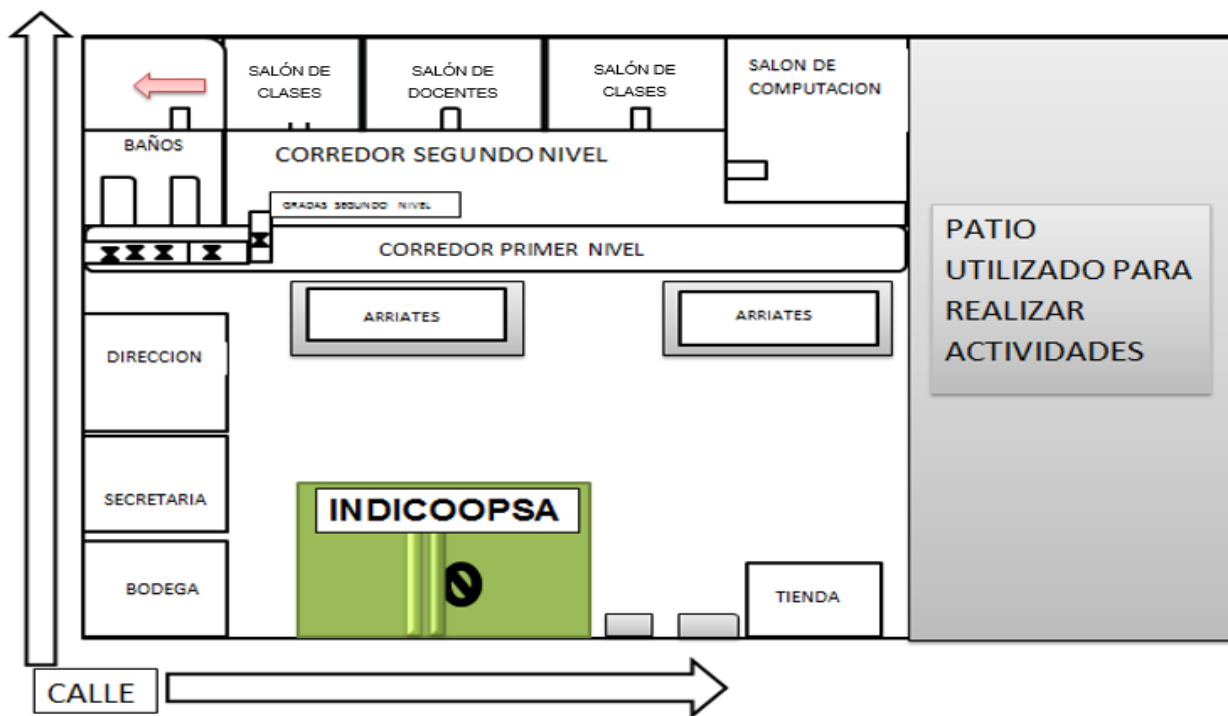 SALÓN DE
CLASES
SALÓN DE
DOCENTES
SALÓN DE
CLASES
SALON DE
COMPUTACION
BAÑOS
CORREDOR SEGUNDO NIVEL
GRADAS SEGUNDO NIVEL
CORREDOR PRIMER NIVEL
PATIO
UTILIZADO PARA
REALIZAR
ACTIVIDADES
ARRIATES
ARRIATES
DIRECCION
SECRETARIA
INDICOOPSA
BODEGA
TIENDA
CALLE